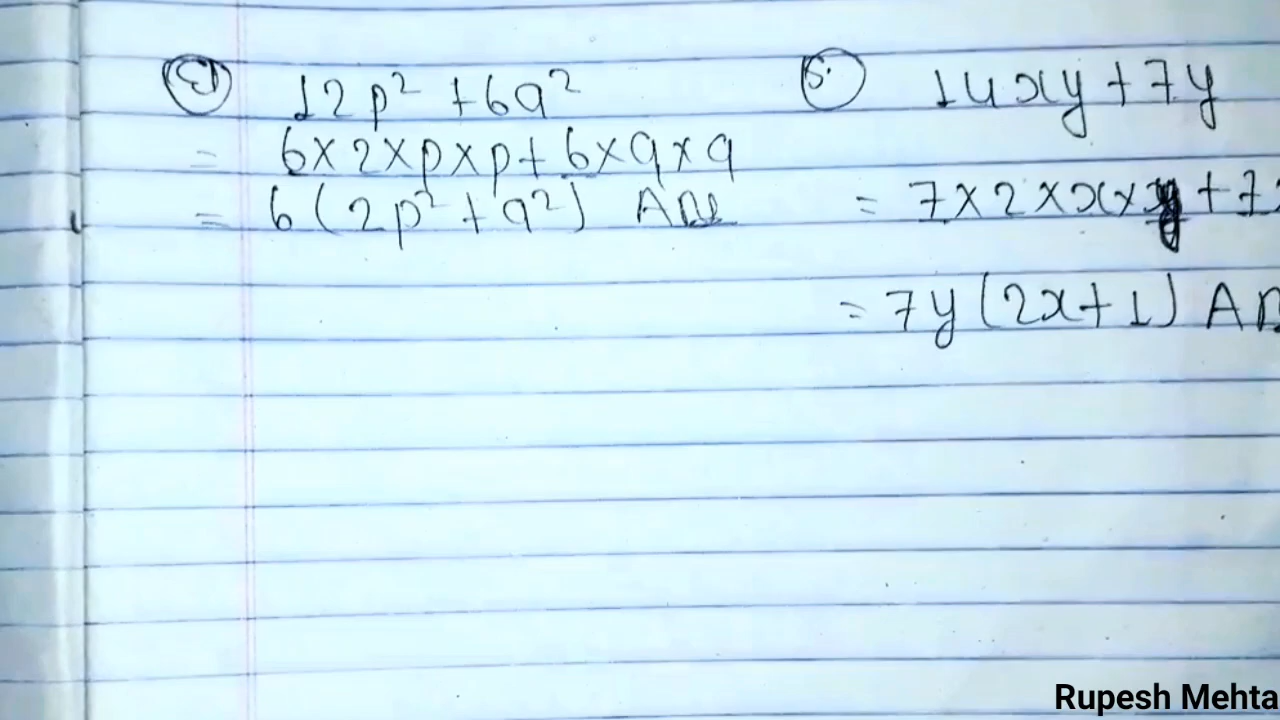 12p² + 6q²
= 6×2×p×p + 6×q×q
= 6(2p² + q²) Ans
5. 14xy + 7y
= 7×2×x×y + 7
= 7y(2x+1) An
Rupesh Mehta